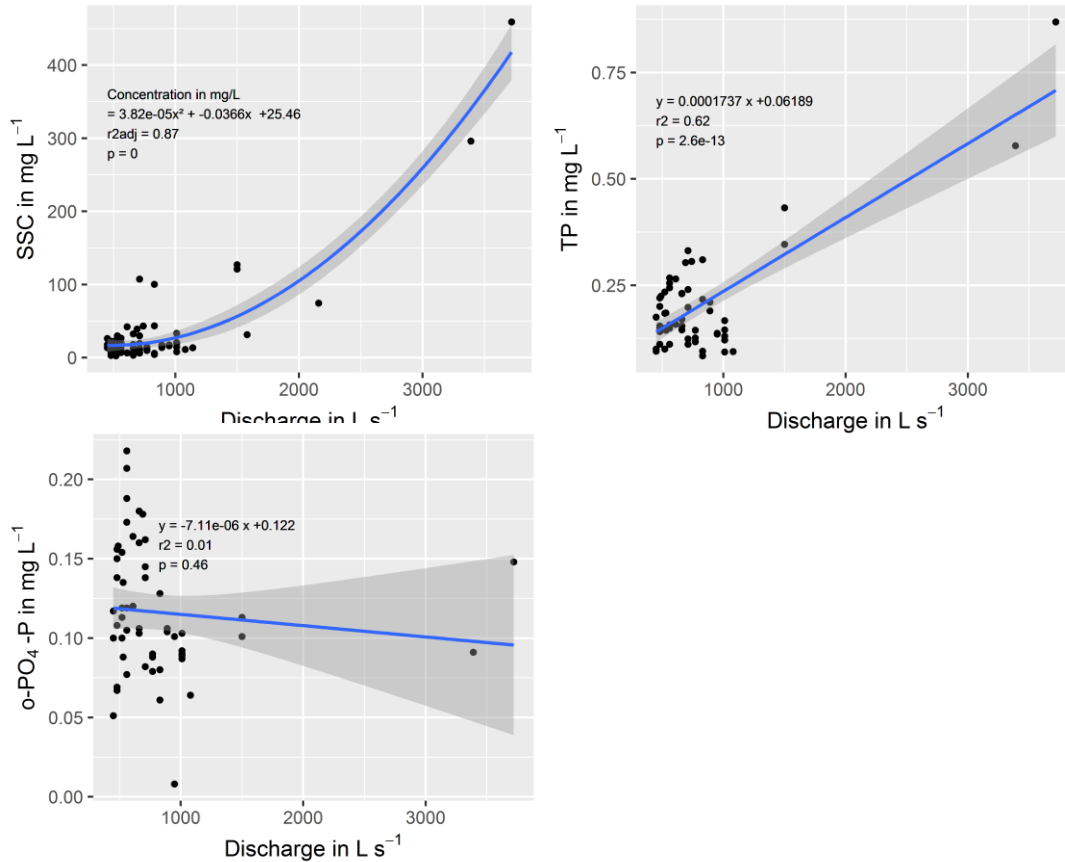 SSC in mg L⁻¹
400
300
200
100
0
Concentration in mg/L
= 3.82e-05x² + -0.0366x +25.46
r2adj = 0.87
p = 0
1000 2000 3000
Discharge in L s⁻¹
TP in mg L⁻¹
0.75
0.50
0.25
y = 0.0001737 x +0.06189
r2 = 0.62
p = 2.6e-13
1000 2000 3000
Discharge in L s⁻¹
o-PO₄ -P in mg L⁻¹
0.20
0.15
0.10
0.05
0.00
y = -7.11e-06 x +0.122
r2 = 0.01
p = 0.46
1000 2000 3000
Discharge in L s⁻¹